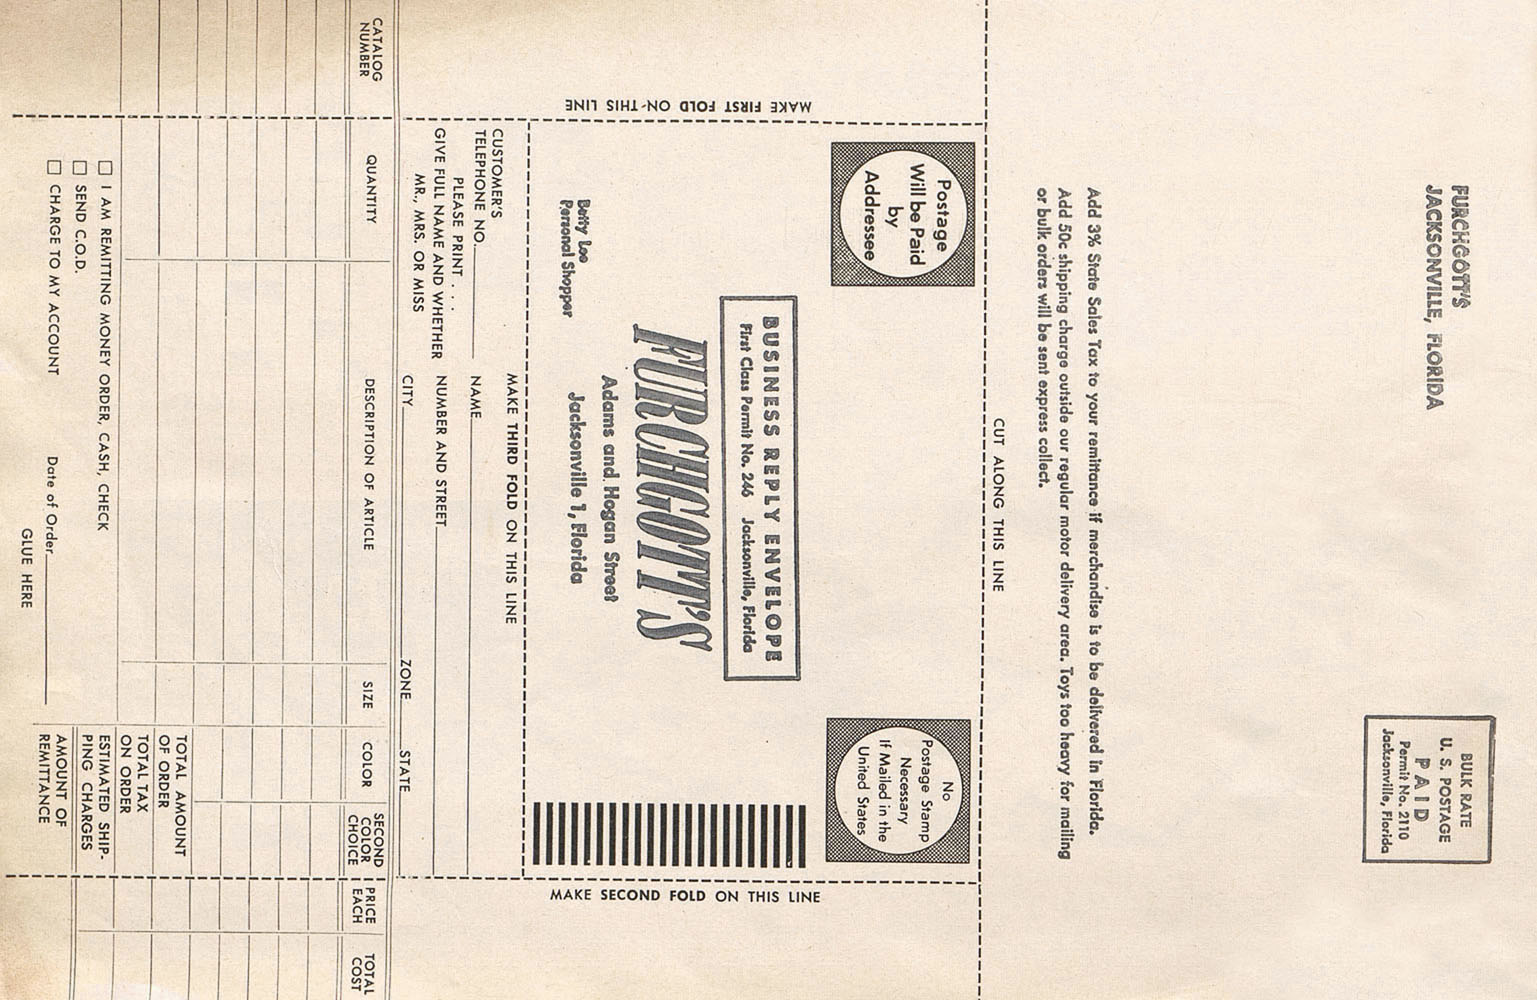 FURCHGOTT'S
JACKSONVILLE, FLORIDA
BULK RATE
U. S. POSTAGE
PAID
Permit No. 2110
Jacksonville, Florida
Add 3% State Sales Tax to your remittance if merchandise is to be delivered in Florida.
Add 50c shipping charge outside our regular motor delivery area. Toys too heavy for mailing
or bulk orders will be sent express collect.
CUT ALONG THIS LINE
Postage
Will be Paid
by
Addressee
No
Postage Stamp
Necessary
If Mailed in the
United States
BUSINESS REPLY ENVELOPE
First Class Permit No. 246 Jacksonville, Florida
FURCHGOTT'S
Adams and Hogan Street
Jacksonville 1, Florida
Betty Lee
Personal Shopper
MAKE FIRST FOLD ON THIS LINE
MAKE SECOND FOLD ON THIS LINE
MAKE THIRD FOLD ON THIS LINE
CUSTOMER'S
TELEPHONE NO.
NAME
PLEASE PRINT . . .
GIVE FULL NAME AND WHETHER
MR., MRS. OR MISS
NUMBER AND STREET
CITY ZONE STATE
CATALOG
NUMBER
QUANTITY
DESCRIPTION OF ARTICLE
SIZE
COLOR
SECOND
COLOR
CHOICE
PRICE
EACH
TOTAL
COST
☐ I AM REMITTING MONEY ORDER, CASH, CHECK
☐ SEND C.O.D.
☐ CHARGE TO MY ACCOUNT
Date of Order
TOTAL AMOUNT
OF ORDER
TOTAL TAX
ON ORDER
ESTIMATED SHIP-
PING CHARGES
AMOUNT OF
REMITTANCE
GLUE HERE